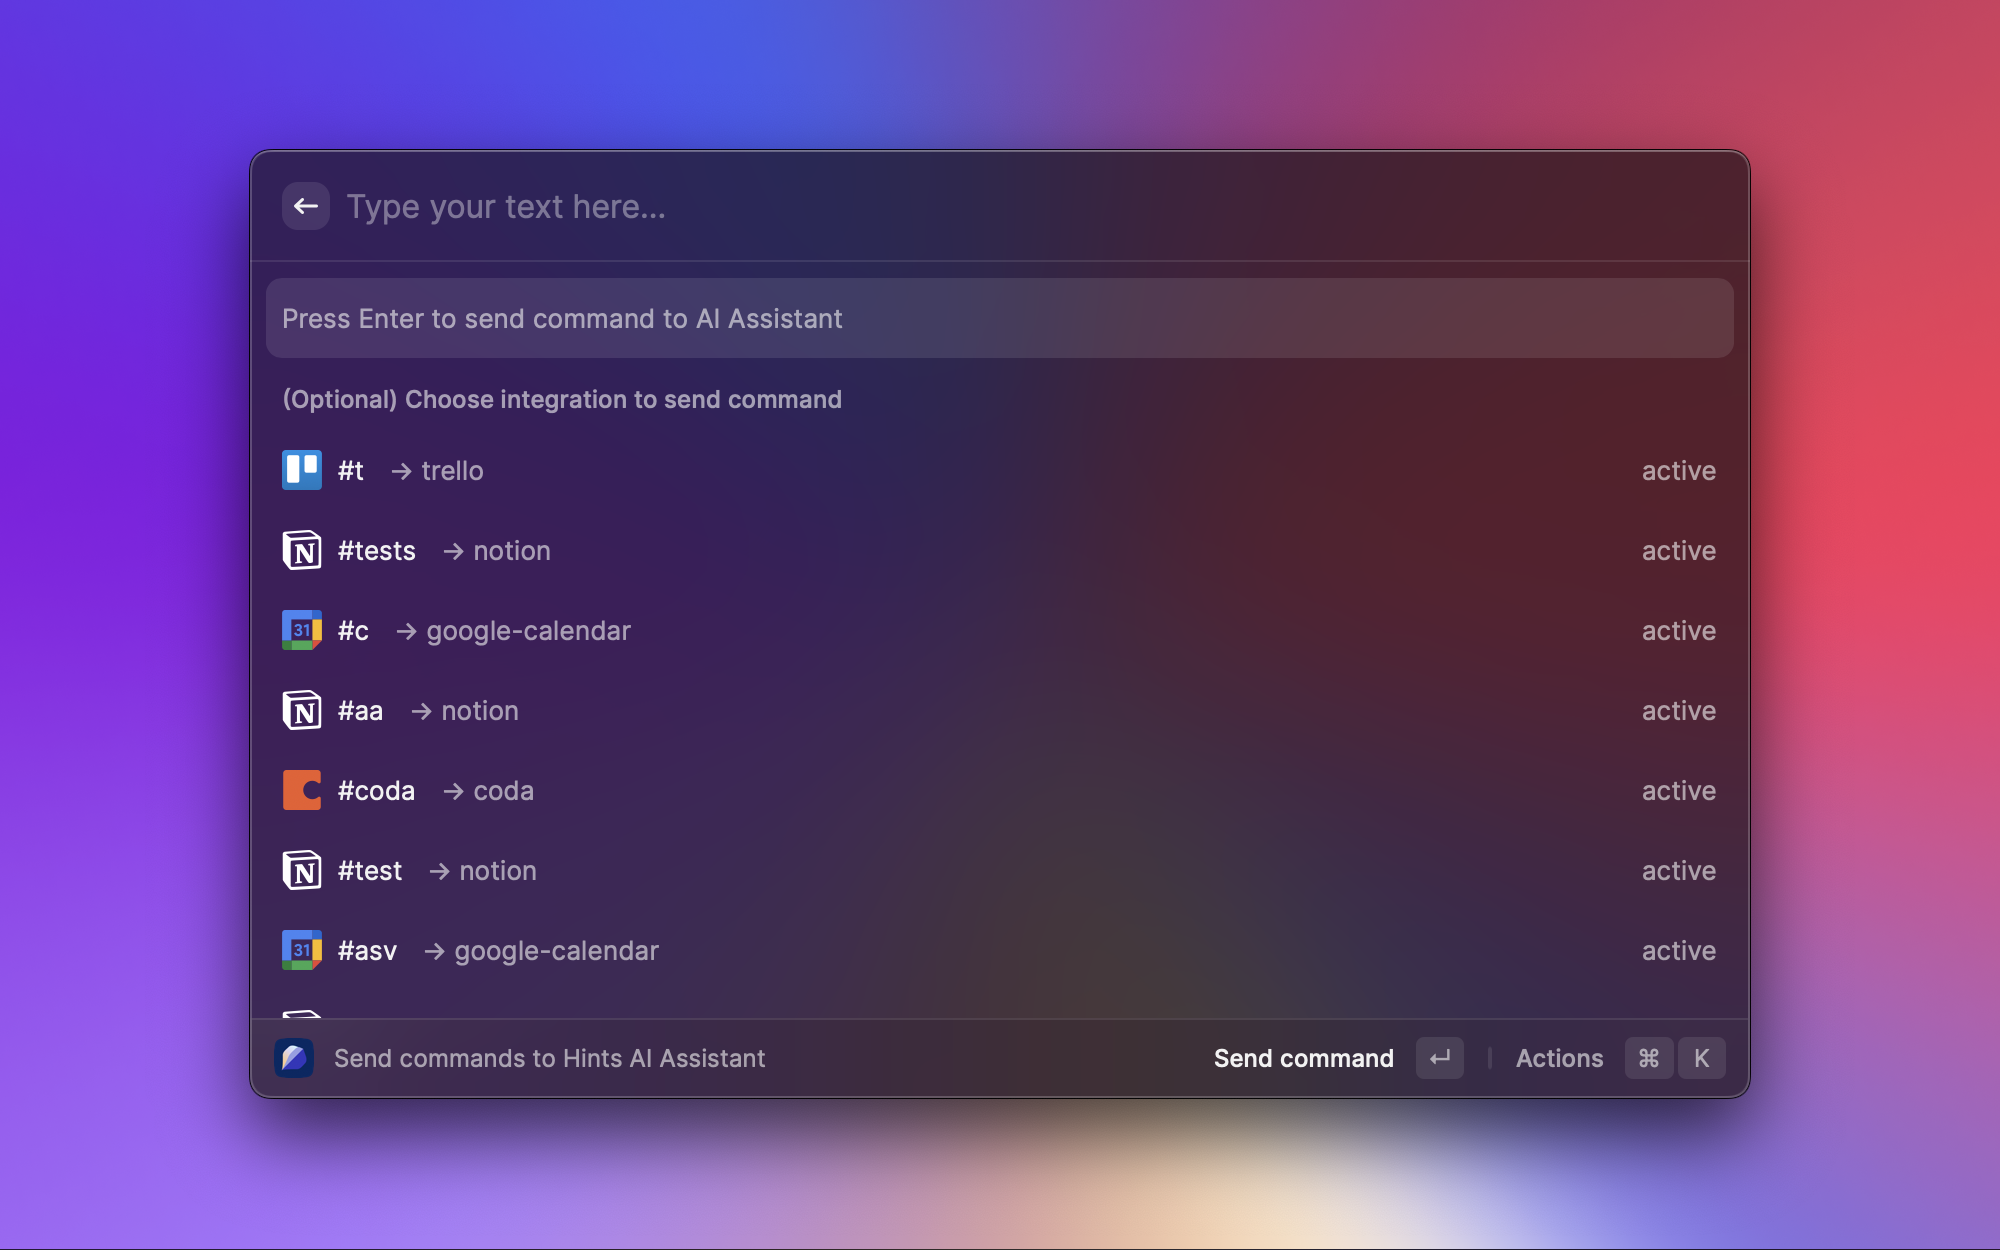 Type your text here...
Press Enter to send command to AI Assistant
(Optional) Choose integration to send command
#t → trello active
N #tests → notion active
31 #c → google-calendar active
N #aa → notion active
#coda → coda active
N #test → notion active
31 #asv → google-calendar active
Send commands to Hints AI Assistant Send command ↵ | Actions ⌘ K